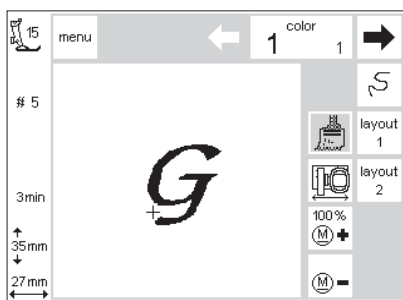 15
menu
color
1
1
# 5
layout
1
layout
2
G
3min
100%
M +
35mm
M -
27mm